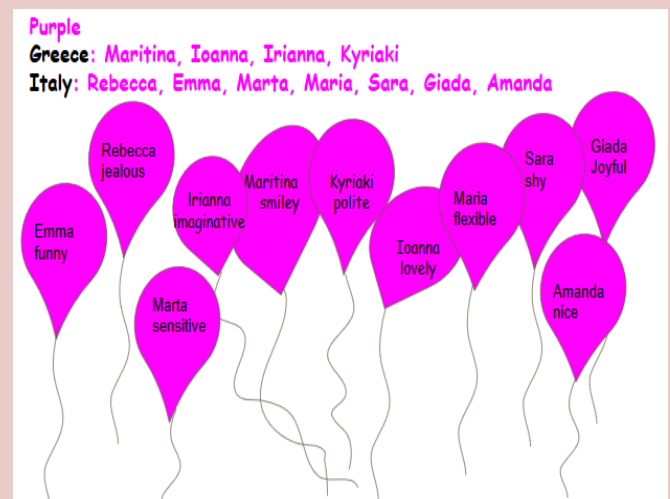 Purple
Greece: Maritina, Ioanna, Irianna, Kyriaki
Italy: Rebecca, Emma, Marta, Maria, Sara, Giada, Amanda
Emma
funny
Rebecca
jealous
Marta
sensitive
Irianna
imaginative
Maritina
smiley
Kyriaki
polite
Ioanna
lovely
Maria
flexible
Sara
shy
Giada
Joyful
Amanda
nice